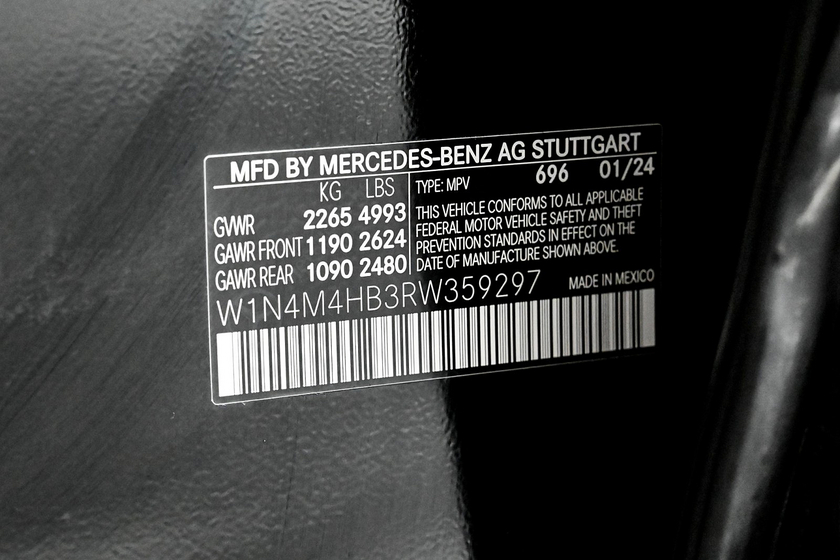 MFD BY MERCEDES-BENZ AG STUTTGART
KG LBS
GVWR 2265 4993
GAWR FRONT 1190 2624
GAWR REAR 1090 2480
TYPE: MPV 696 01/24
THIS VEHICLE CONFORMS TO ALL APPLICABLE
FEDERAL MOTOR VEHICLE SAFETY AND THEFT
PREVENTION STANDARDS IN EFFECT ON THE
DATE OF MANUFACTURE SHOWN ABOVE.
W1N4M4HB3RW359297 MADE IN MEXICO